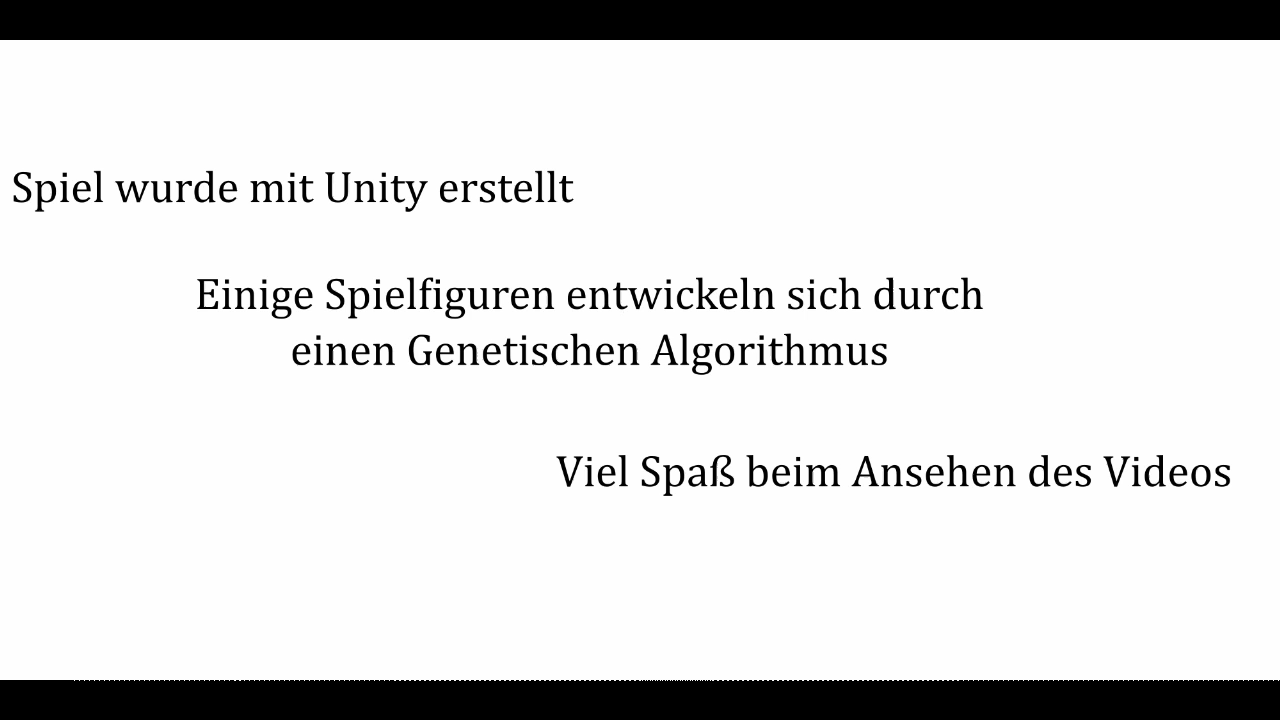 Spiel wurde mit Unity erstellt
Einige Spielfiguren entwickeln sich durch
einen Genetischen Algorithmus
Viel Spaß beim Ansehen des Videos